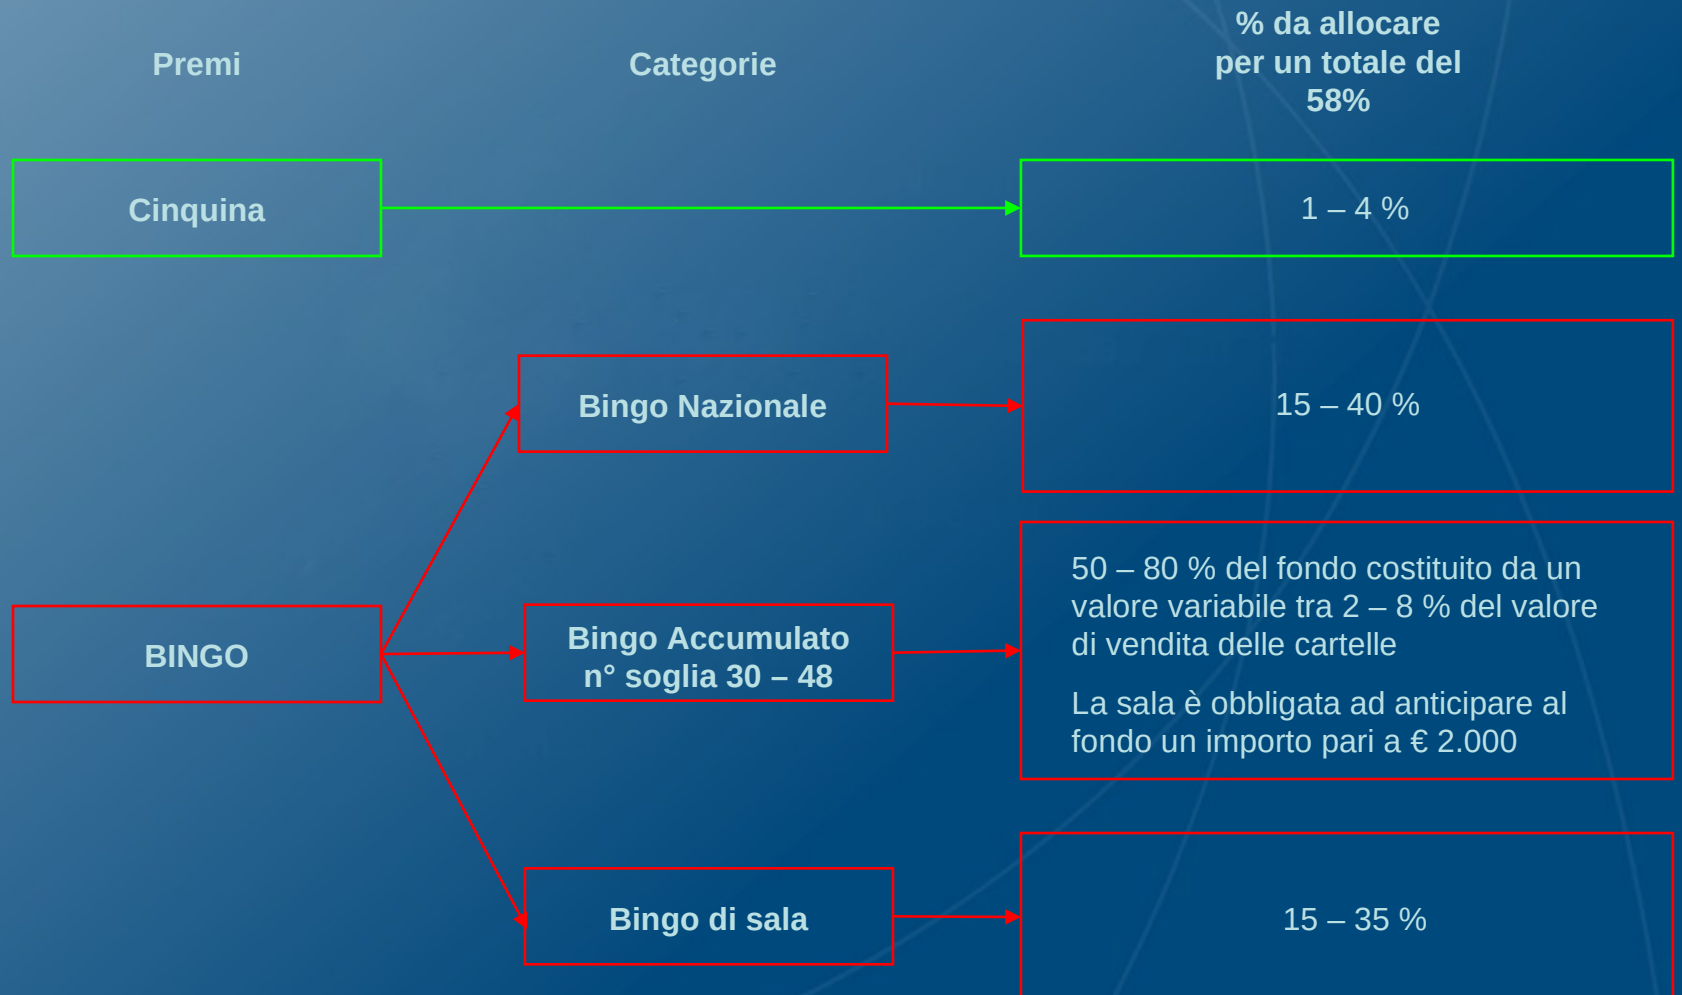 Premi
Categorie
% da allocare
per un totale del
58%
Cinquina
1 – 4 %
Bingo Nazionale
15 – 40 %
BINGO
Bingo Accumulato
n° soglia 30 – 48
50 – 80 % del fondo costituito da un
valore variabile tra 2 – 8 % del valore
di vendita delle cartelle
La sala è obbligata ad anticipare al
fondo un importo pari a € 2.000
Bingo di sala
15 – 35 %